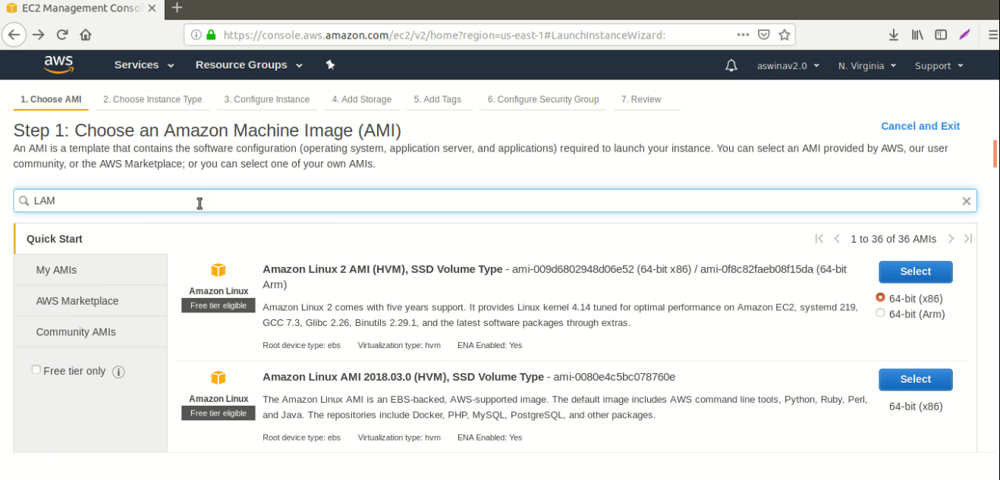 EC2 Management Conso
https://console.aws.amazon.com/ec2/v2/home?region=us-east-1#LaunchInstanceWizard:
aws
Services
Resource Groups
aswinav2.0
N. Virginia
Support
1. Choose AMI
2. Choose Instance Type
3. Configure Instance
4. Add Storage
5. Add Tags
6. Configure Security Group
7. Review
Step 1: Choose an Amazon Machine Image (AMI)
Cancel and Exit
An AMI is a template that contains the software configuration (operating system, application server, and applications) required to launch your instance. You can select an AMI provided by AWS, our user
community, or the AWS Marketplace; or you can select one of your own AMIs.
LAM
Quick Start
1 to 36 of 36 AMIs
My AMIs
AWS Marketplace
Community AMIs
Free tier only
Amazon Linux
Free tier eligible
Amazon Linux 2 AMI (HVM), SSD Volume Type - ami-009d6802948d06e52 (64-bit x86) / ami-0f8c82faeb08f15da (64-bit
Arm)
Amazon Linux 2 comes with five years support. It provides Linux kernel 4.14 tuned for optimal performance on Amazon EC2, systemd 219,
GCC 7.3, Glibc 2.26, Binutils 2.29.1, and the latest software packages through extras.
Root device type: ebs
Virtualization type: hvm
ENA Enabled: Yes
Select
64-bit (x86)
64-bit (Arm)
Amazon Linux
Free tier eligible
Amazon Linux AMI 2018.03.0 (HVM), SSD Volume Type - ami-0080e4c5bc078760e
The Amazon Linux AMI is an EBS-backed, AWS-supported image. The default image includes AWS command line tools, Python, Ruby, Perl,
and Java. The repositories include Docker, PHP, MySQL, PostgreSQL, and other packages.
Root device type: ebs
Virtualization type: hvm
ENA Enabled: Yes
Select
64-bit (x86)